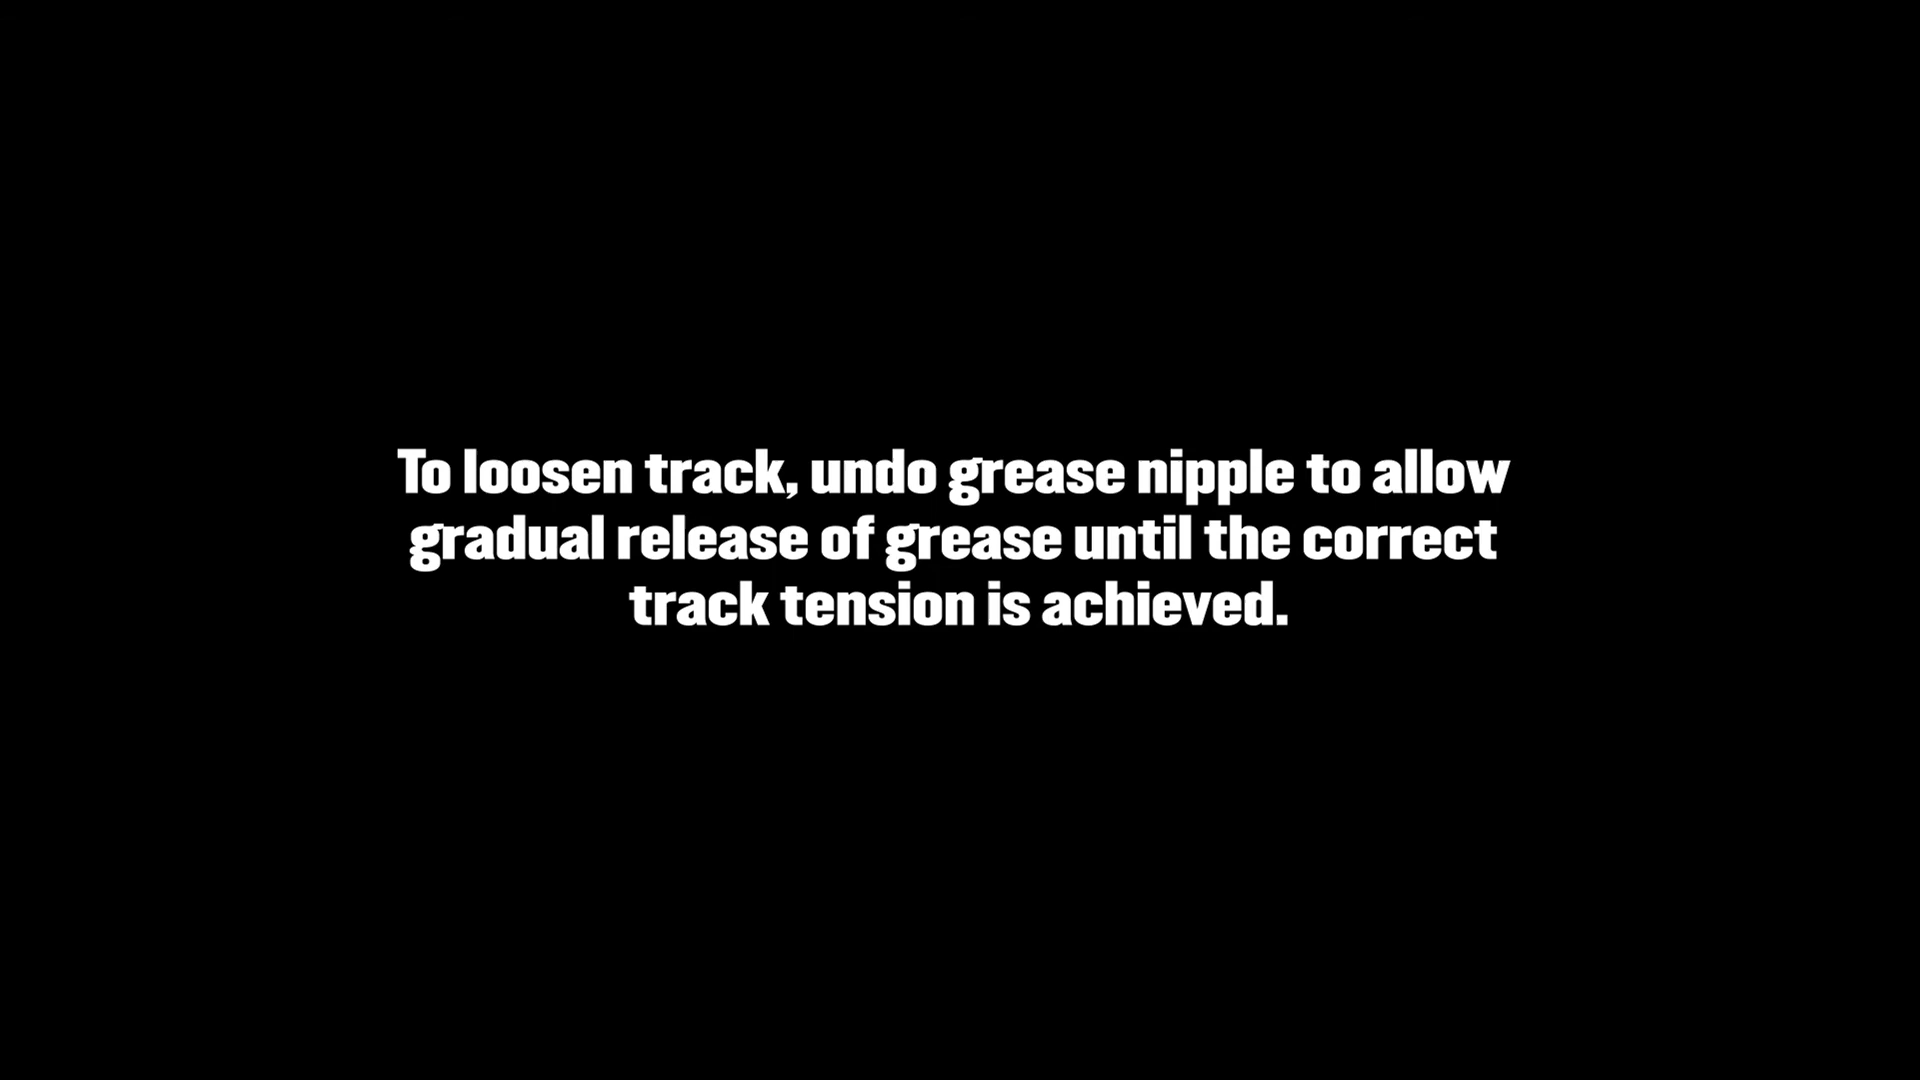 To loosen track, undo grease nipple to allow
gradual release of grease until the correct
track tension is achieved.